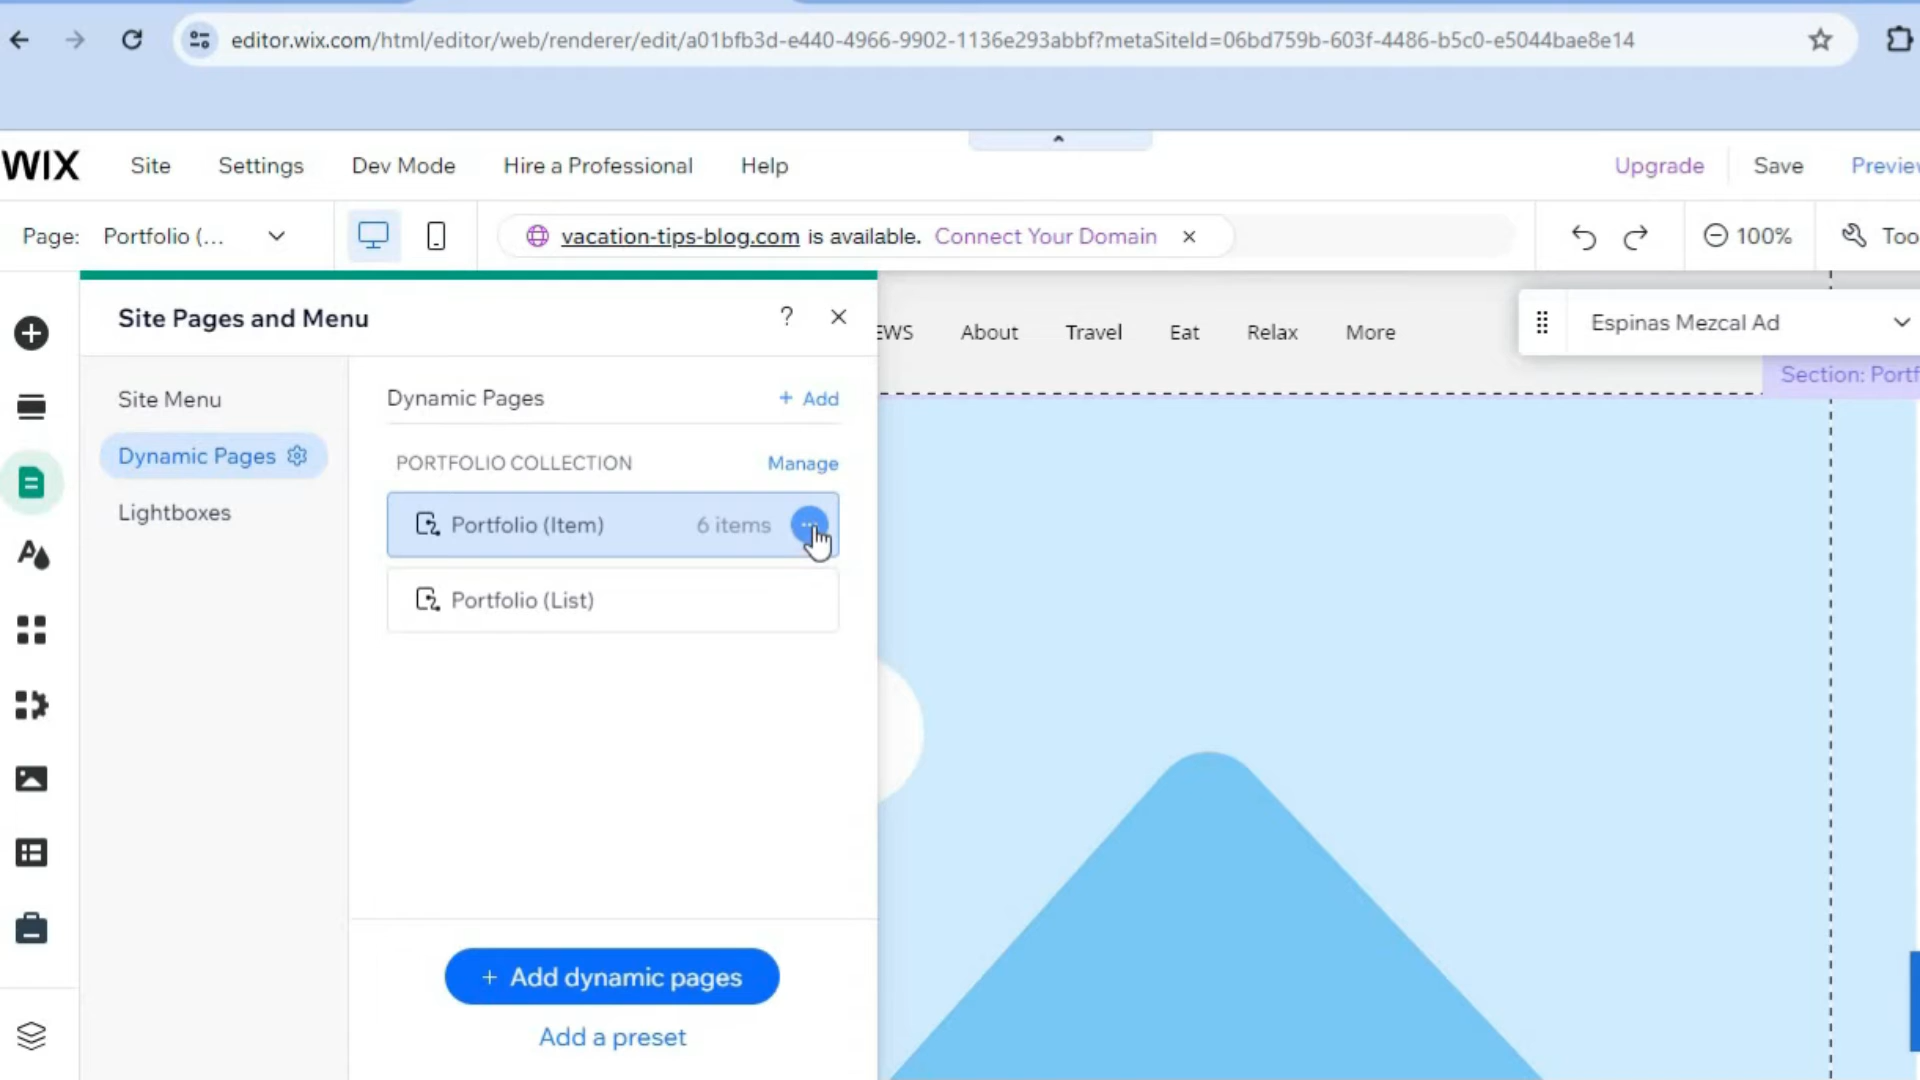 editor.wix.com/html/editor/web/renderer/edit/a01bfb3d-e440-4966-9902-1136e293abbf?metaSiteId=06bd759b-603f-4486-b5c0-e5044bae8e14
WIX Site Settings Dev Mode Hire a Professional Help Upgrade Save Preview
Page: Portfolio (... vacation-tips-blog.com is available. Connect Your Domain 100% Too
Site Pages and Menu ?
EWS About Travel Eat Relax More Espinas Mezcal Ad
Section: Portf
Site Menu
Dynamic Pages
Lightboxes
Dynamic Pages + Add
PORTFOLIO COLLECTION Manage
Portfolio (Item) 6 items
Portfolio (List)
+ Add dynamic pages
Add a preset